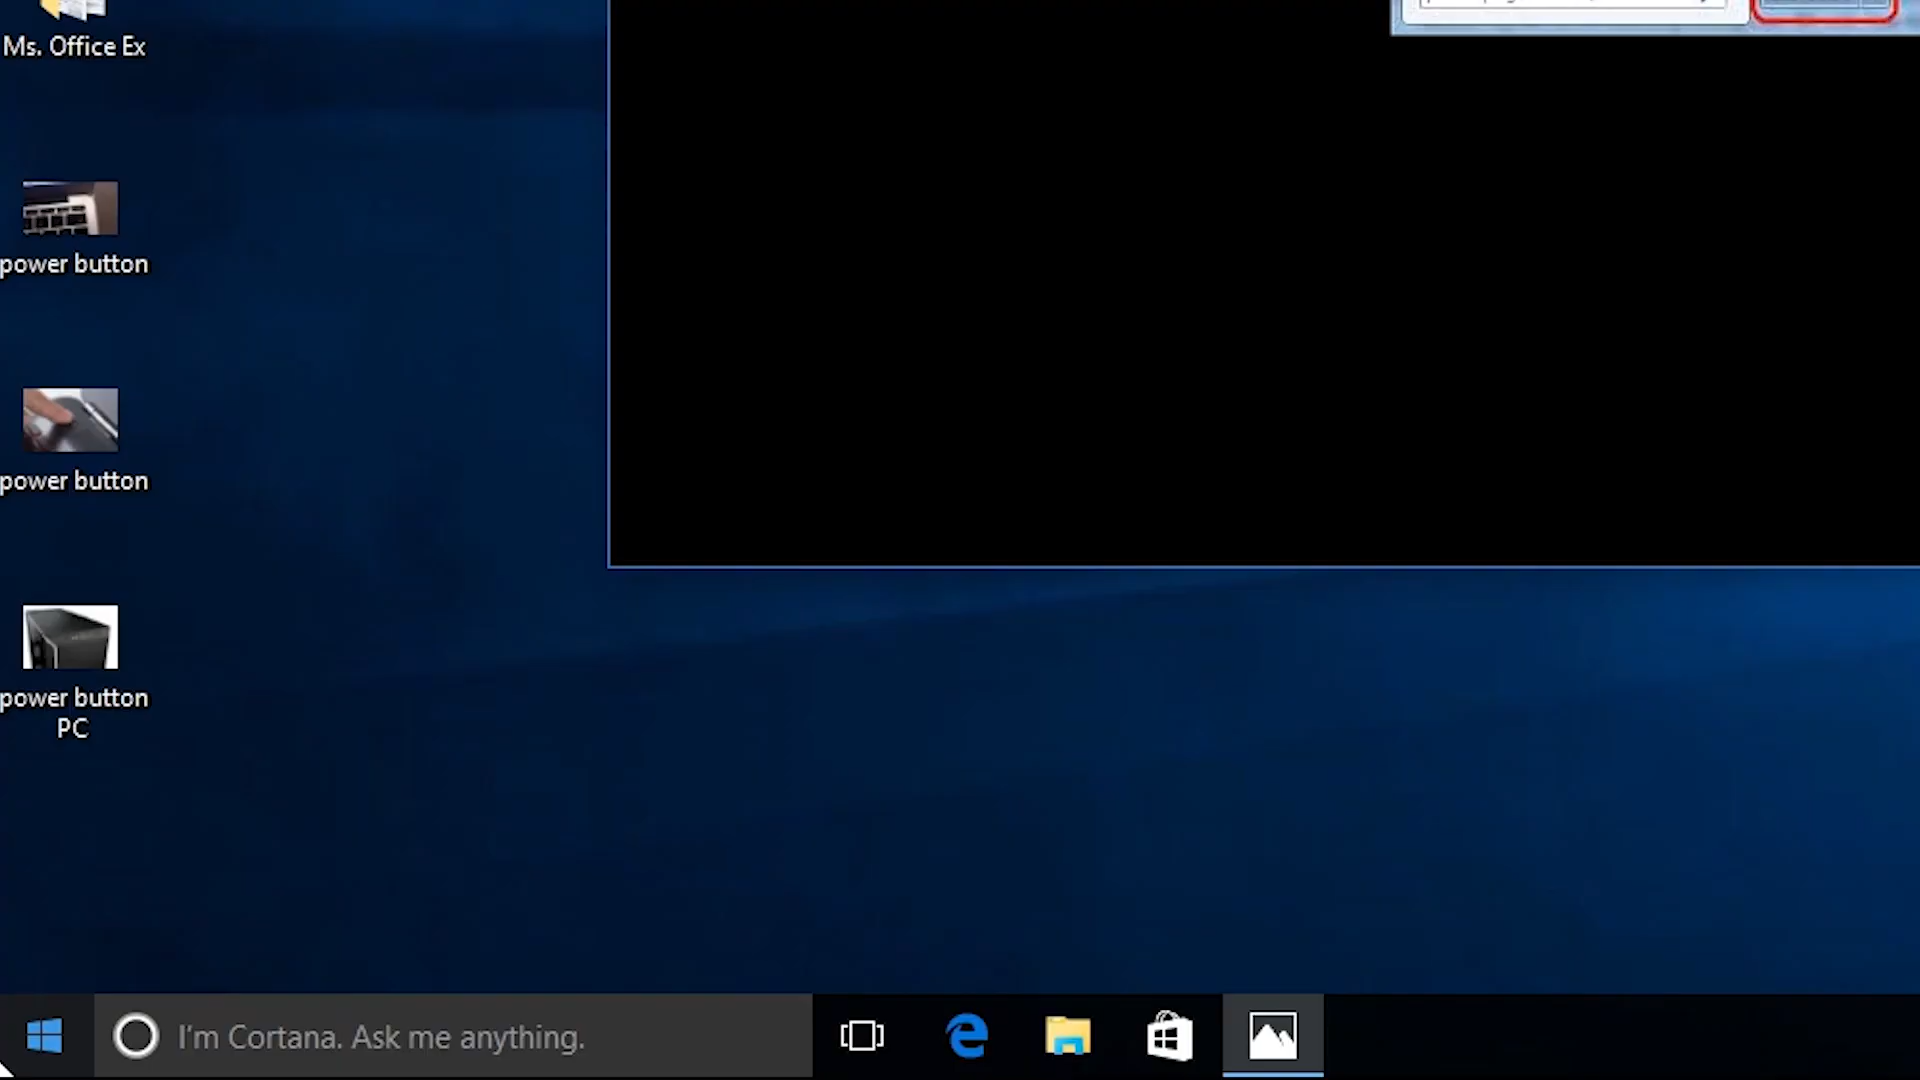 Ms. Office Ex
power button
power button
power button
PC
I'm Cortana. Ask me anything.